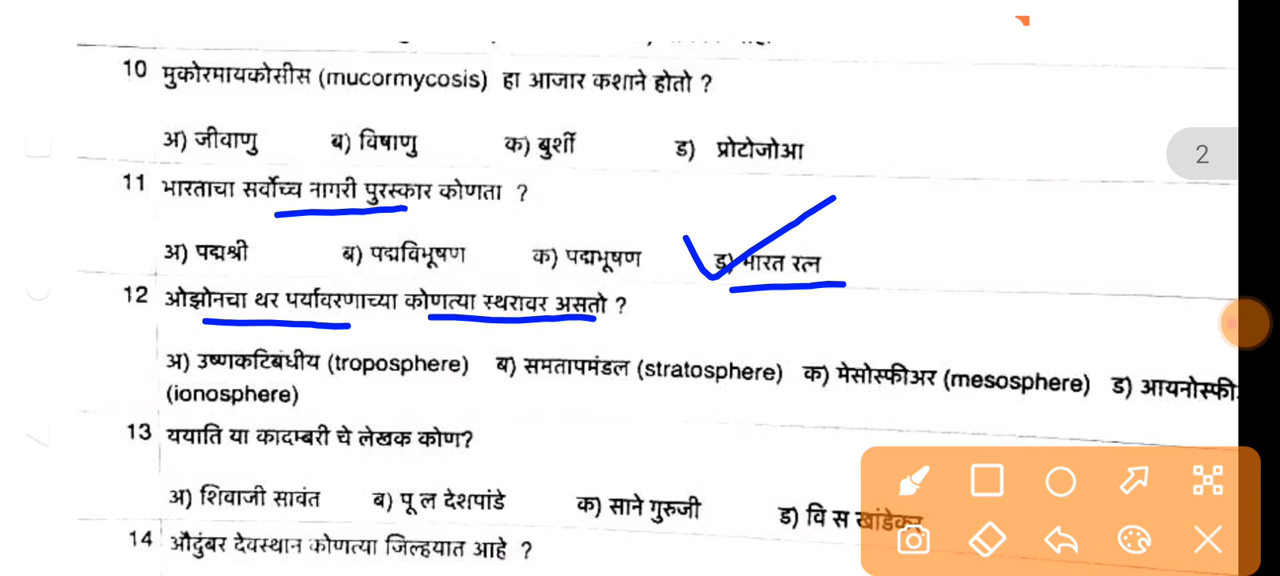 10 मुकोरमायकोसीस (mucormycosis) हा आजार कशाने होतो ?
अ) जीवाणु ब) विषाणु क) बुर्शी ड) प्रोटोजोआ
2
11 भारताचा सर्वोच्च नागरी पुरस्कार कोणता ?
अ) पद्मश्री ब) पद्मविभूषण क) पद्मभूषण ड) भारत रत्न
12 ओझोनचा थर पर्यावरणाच्या कोणत्या स्थरावर असतो ?
अ) उष्णकटिबंधीय (troposphere) ब) समतापमंडल (stratosphere) क) मेसोस्फीअर (mesosphere) ड)
(ionosphere)
13 ययाति या कादम्बरी चे लेखक कोण?
अ) शिवाजी सावंत ब) पू ल देशपांडे क) साने गुरुजी ड) वि स खांडेकर
14 औदुंबर देवस्थान कोणत्या जिल्हयात आहे ?